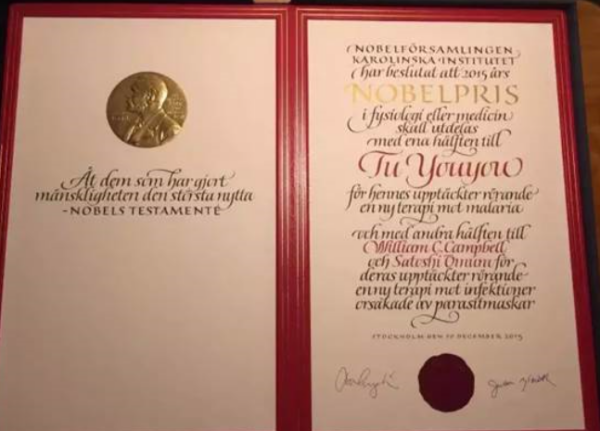 Åt dem som har gjort
mänskligheten den största nytta
-NOBELS TESTAMENTE
NOBELFÖRSAMLINGEN
KAROLINSKA·INSTITUTET
har beslutat att 2015 års
NOBELPRIS
i fysiologi eller medicin
skall utdelas
med ena hälften till
Tu Youyou
för hennes upptäckter rörande
en ny terapi mot malaria
och med andra hälften till
William C. Campbell
och Satoshi Ōmura för
deras upptäckter rörande
en ny terapi mot infektioner
orsakade av parasitmaskar
STOCKHOLM DEN 10 DECEMBER 2015